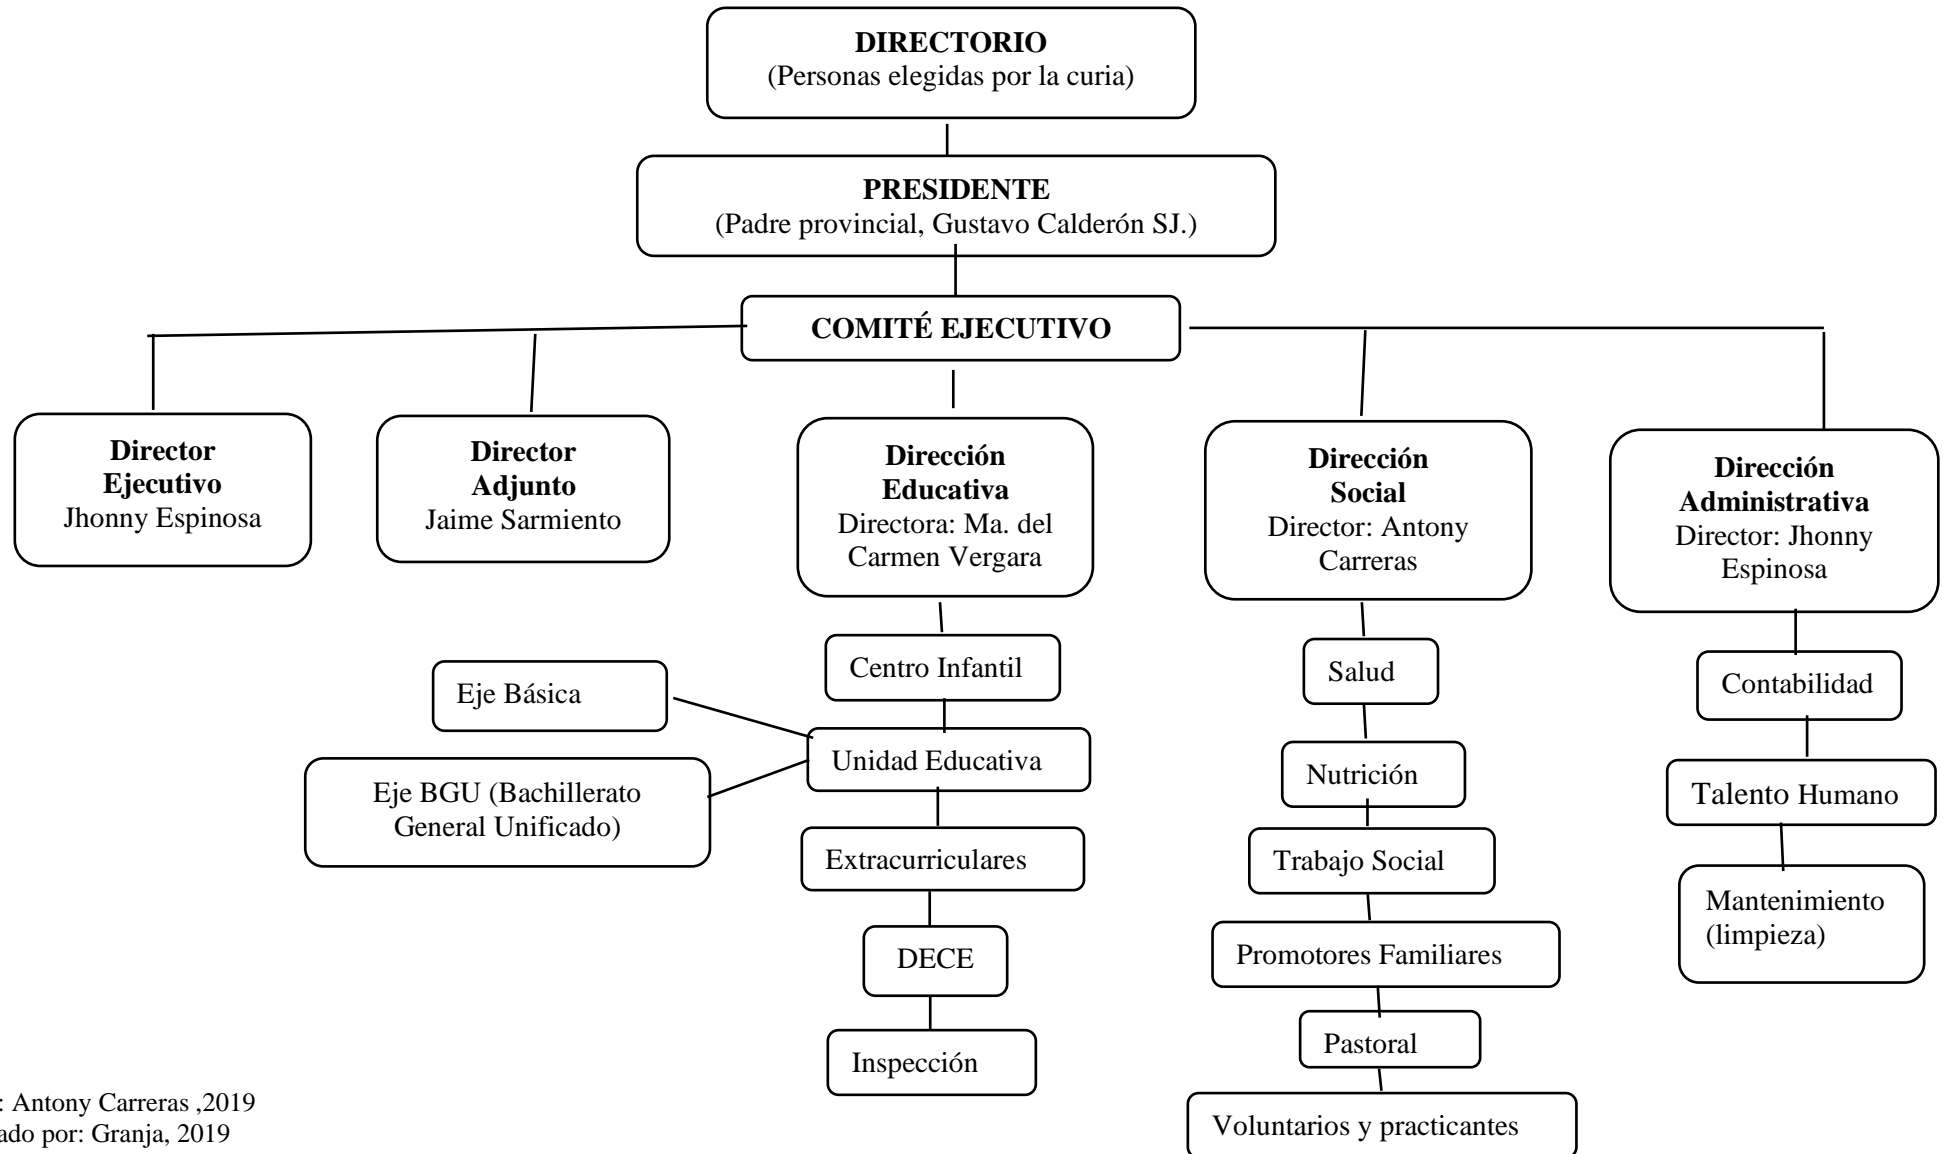 DIRECTORIO
(Personas elegidas por la curia)
PRESIDENTE
(Padre provincial, Gustavo Calderón SJ.)
COMITÉ EJECUTIVO
Director
Ejecutivo
Jhonny Espinosa
Director
Adjunto
Jaime Sarmiento
Dirección
Educativa
Directora: Ma. del
Carmen Vergara
Dirección
Social
Director: Antony
Carreras
Dirección
Administrativa
Director: Jhonny
Espinosa
Centro Infantil
Eje Básica
Unidad Educativa
Eje BGU (Bachillerato
General Unificado)
Extracurriculares
DECE
Inspección
Salud
Nutrición
Trabajo Social
Promotores Familiares
Pastoral
Voluntarios y practicantes
Contabilidad
Talento Humano
Mantenimiento
(limpieza)
: Antony Carreras ,2019
ado por: Granja, 2019